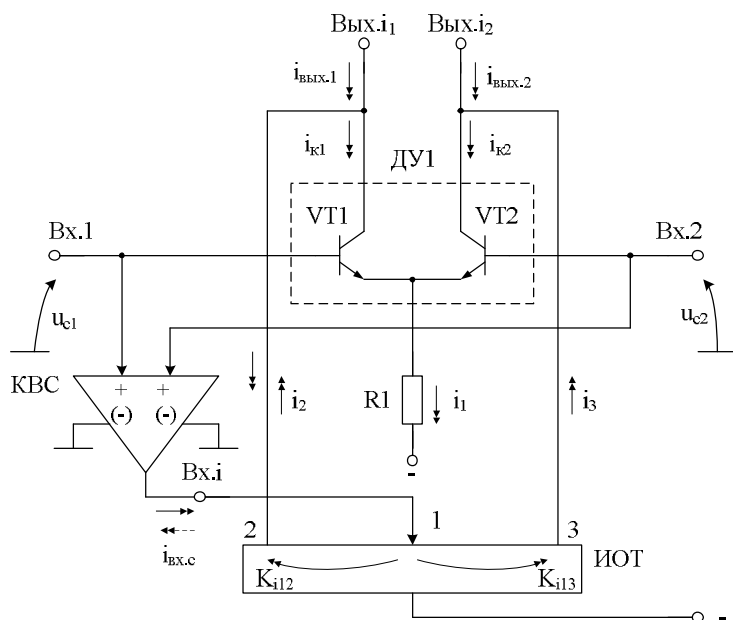 Вых.i₁ Вых.i₂
iвых.1 iвых.2
iк1 iк2
ДУ1
VT1 VT2
Вх.1 Вх.2
uc1 uc2
КВС
+ +
(-) (-)
i₂ R1 i₁ i₃
-
Вх.i
iвх.с
2 1 3
Ki12 Ki13 ИОТ
-